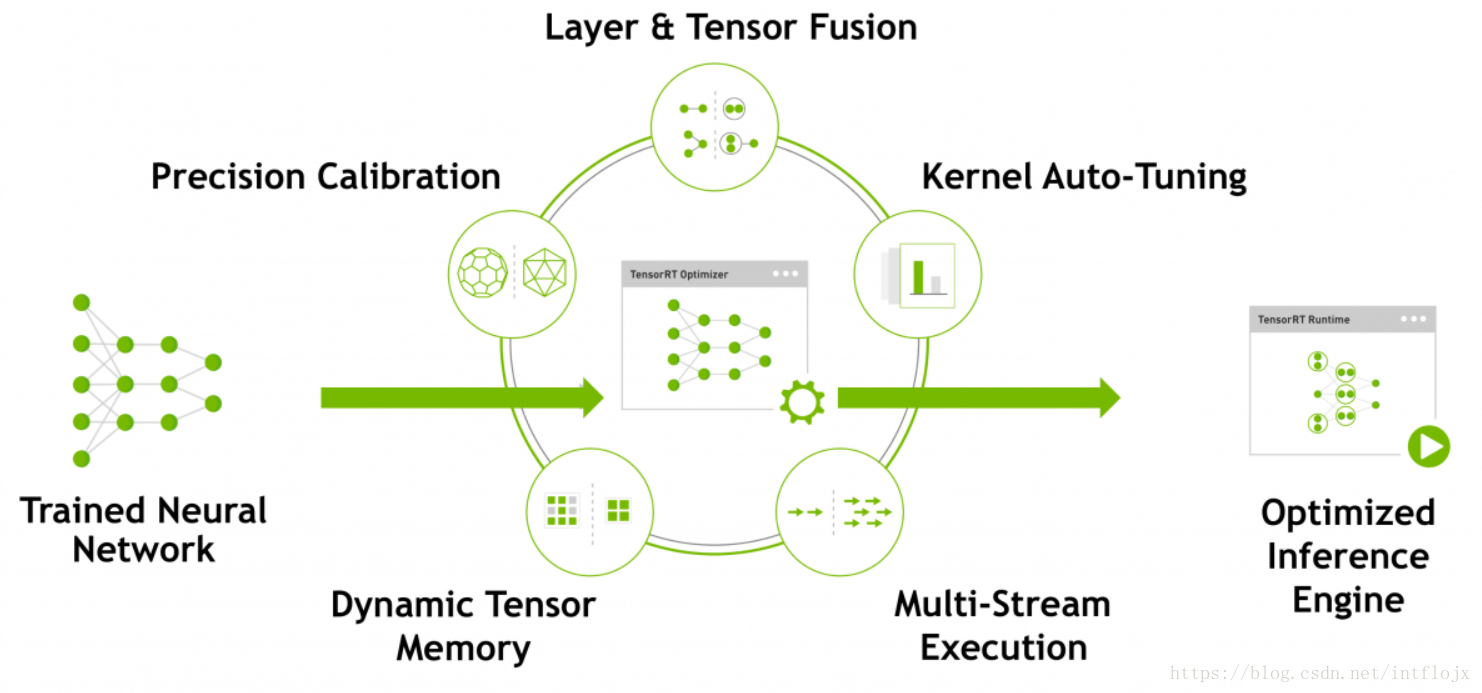 Layer & Tensor Fusion
Precision Calibration
Kernel Auto-Tuning
TensorRT Optimizer
TensorRT Runtime
Trained Neural
Network
Optimized
Inference
Engine
Dynamic Tensor
Memory
Multi-Stream
Execution
https://blog.csdn.net/intflojx